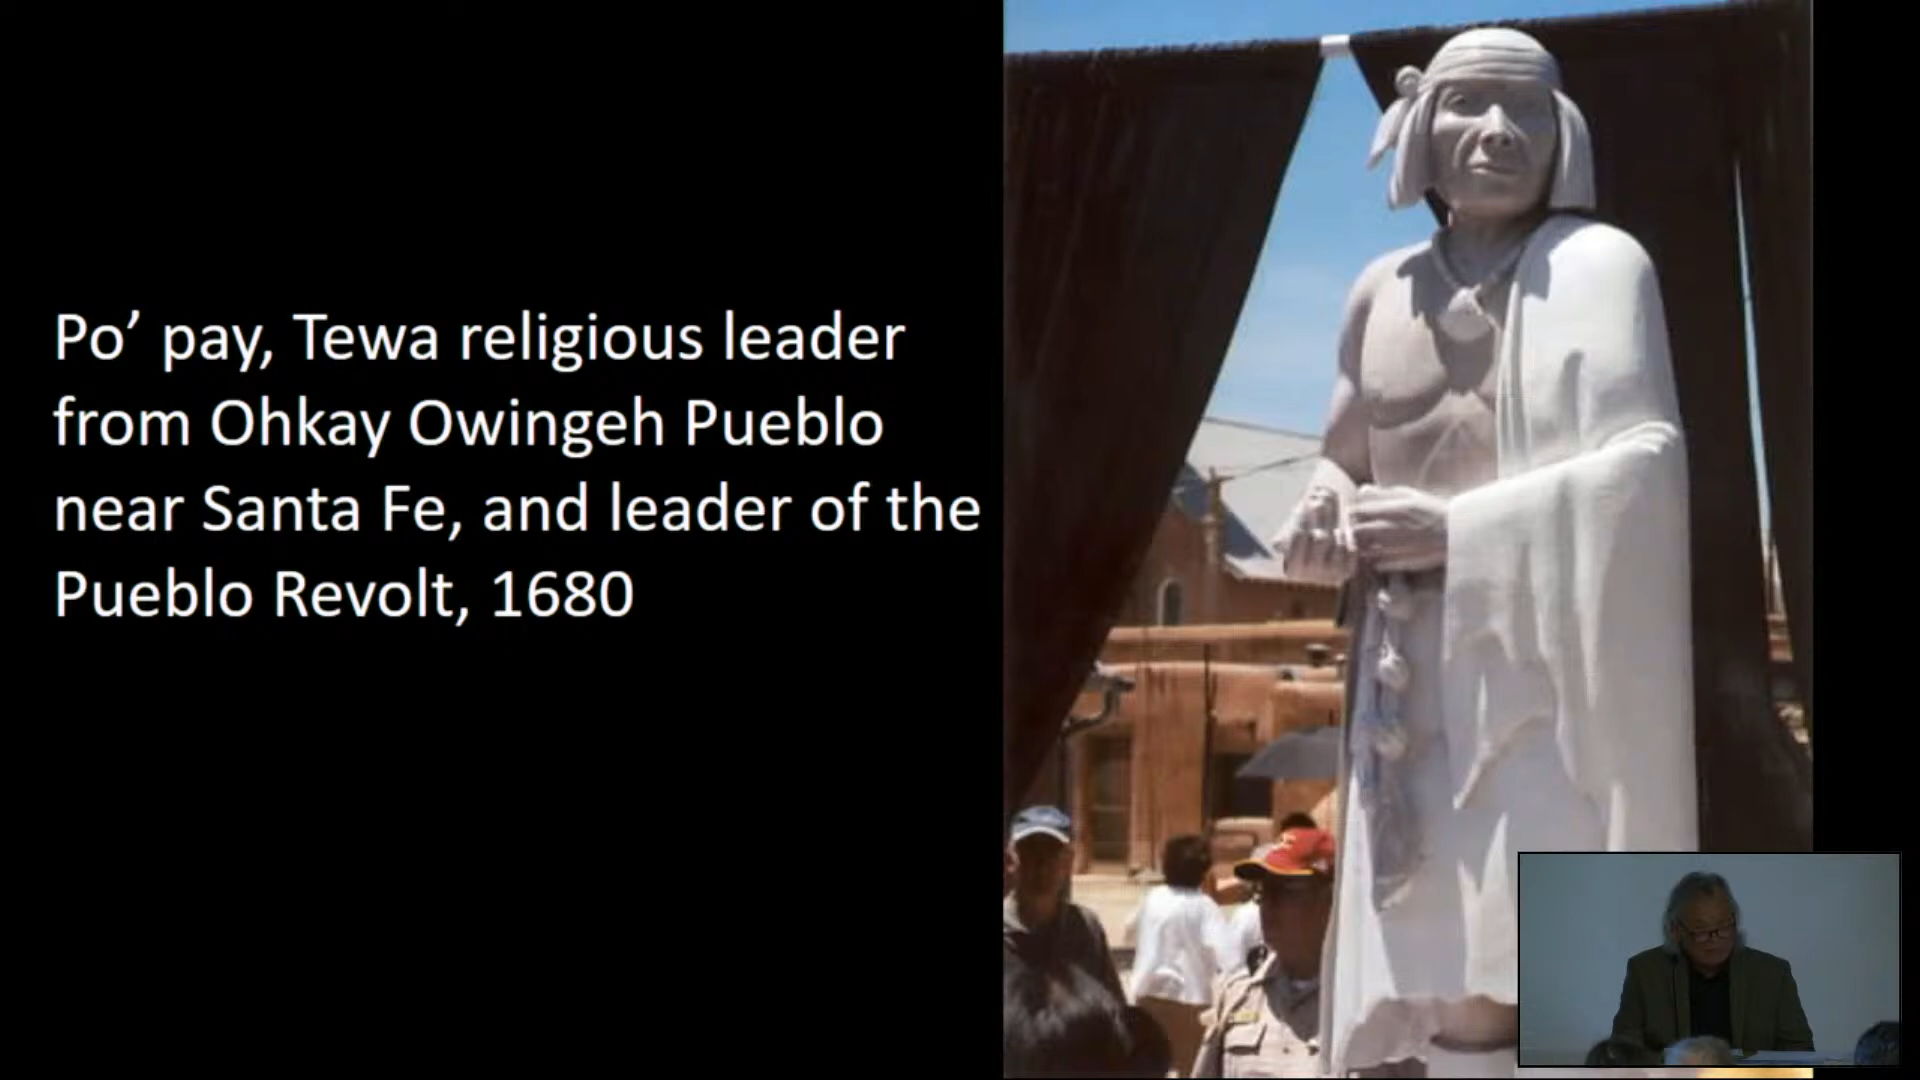 Po’ pay, Tewa religious leader
from Ohkay Owingeh Pueblo
near Santa Fe, and leader of the
Pueblo Revolt, 1680